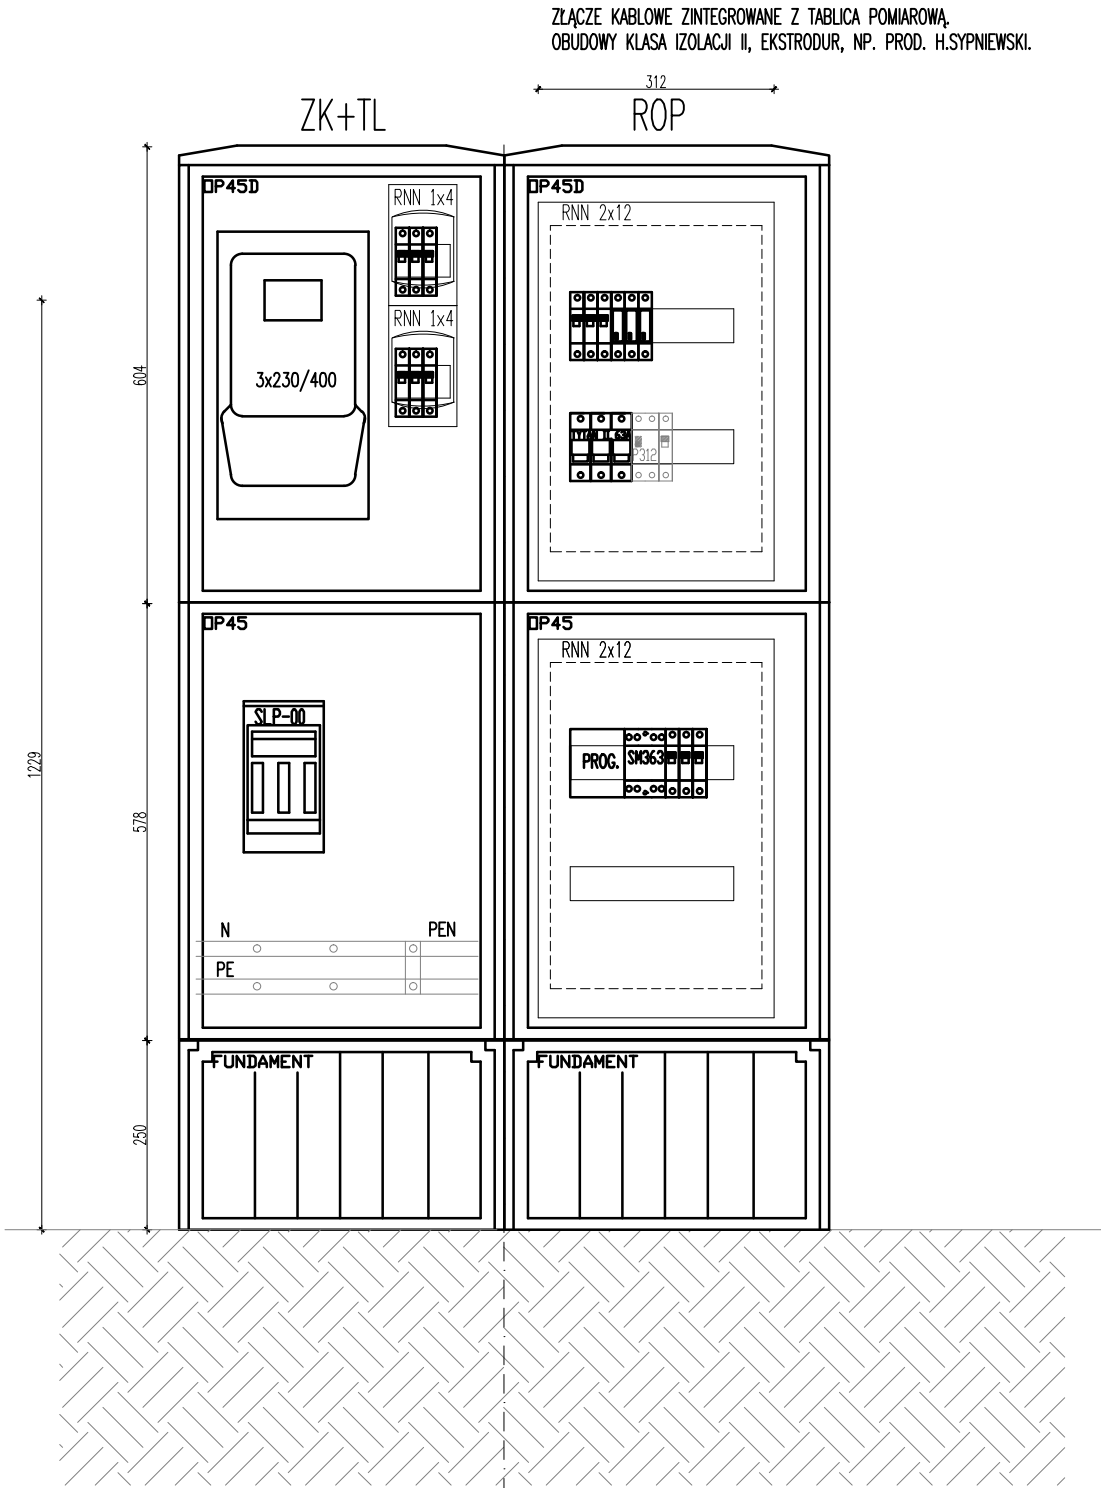 ZŁĄCZE KABLOWE ZINTEGROWANE Z TABLICA POMIAROWĄ.
OBUDOWY KLASA IZOLACJI II, EKSTRODUR, NP. PROD. H.SYPNIEWSKI.
312
ZK+TL
ROP
OP45D
RNN 1x4
OP45D
RNN 2x12
RNN 1x4
3x230/400
604
P312
OP45
OP45
RNN 2x12
SLP-00
1229
PROG.
SM363
578
N
PEN
PE
FUNDAMENT
FUNDAMENT
250